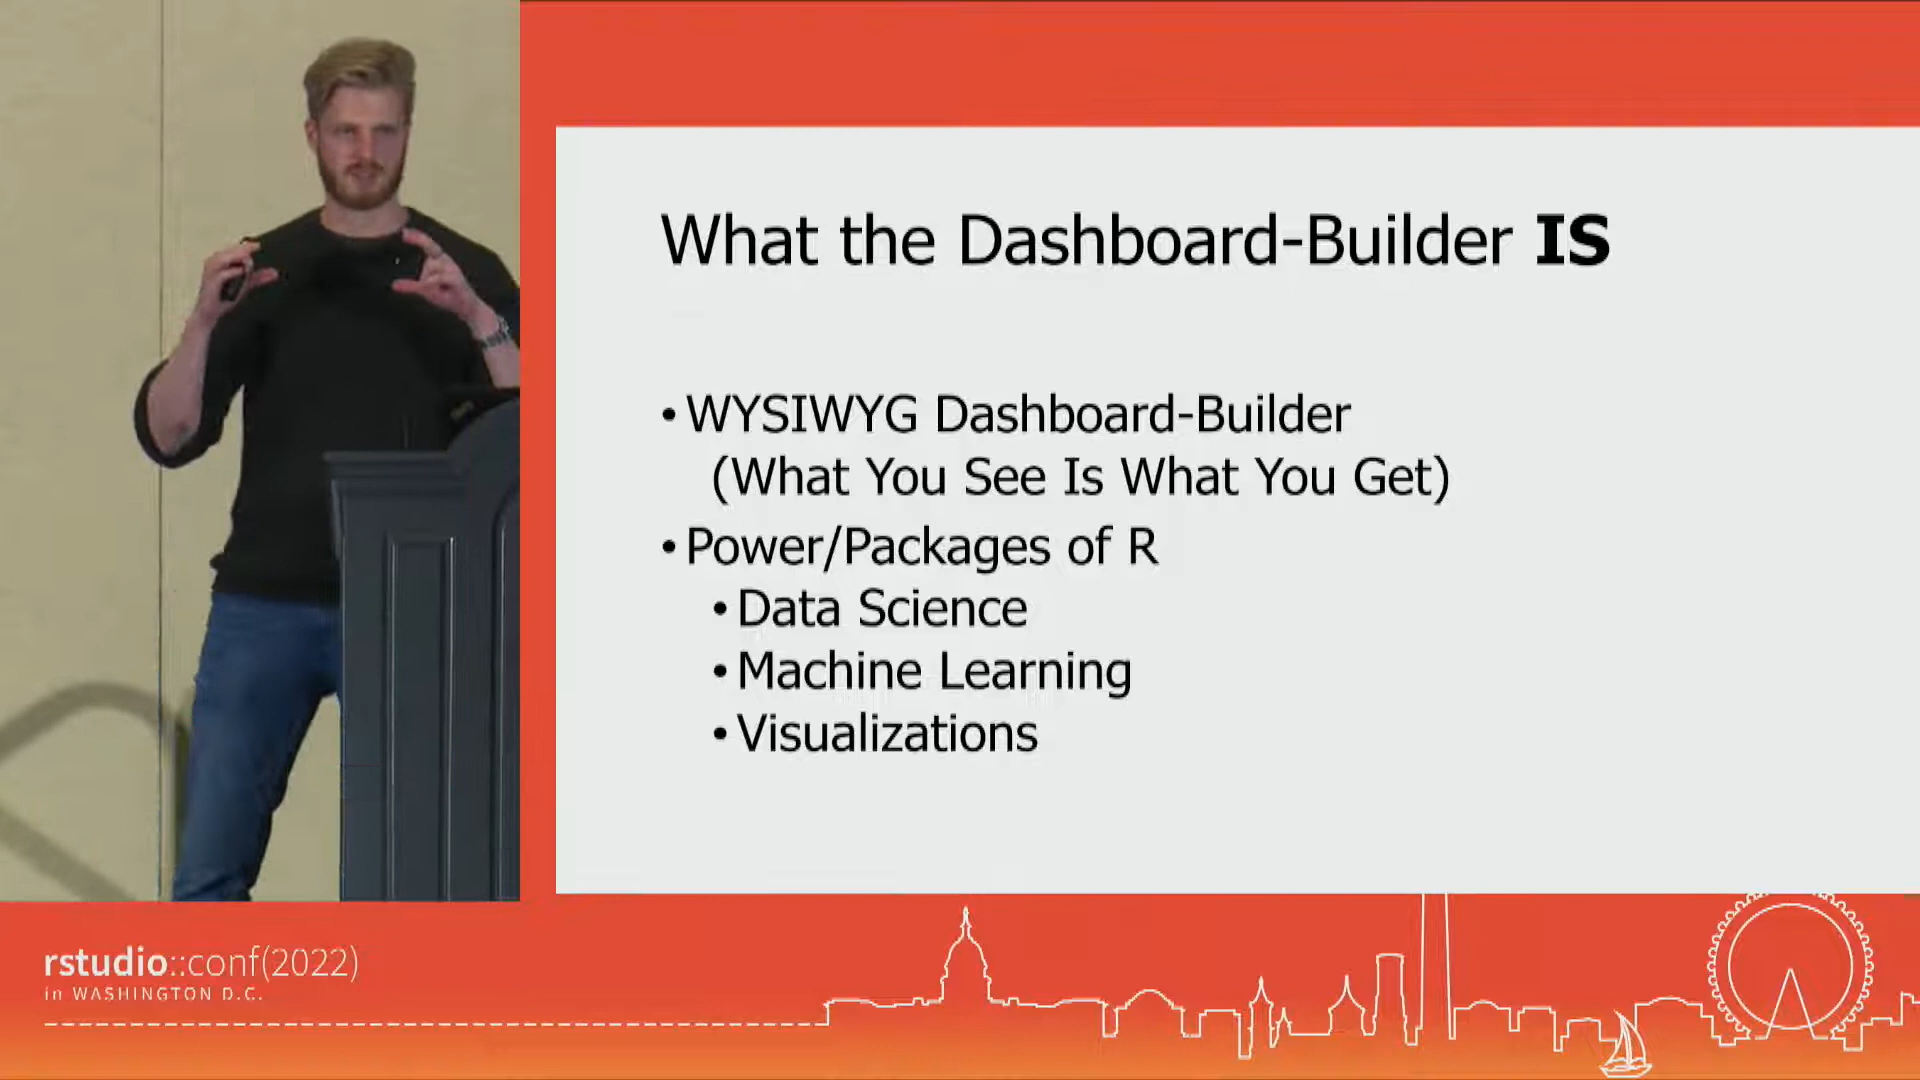 What the Dashboard-Builder IS
• WYSIWYG Dashboard-Builder
(What You See Is What You Get)
• Power/Packages of R
• Data Science
• Machine Learning
• Visualizations
rstudio::conf(2022)
in WASHINGTON D.C.